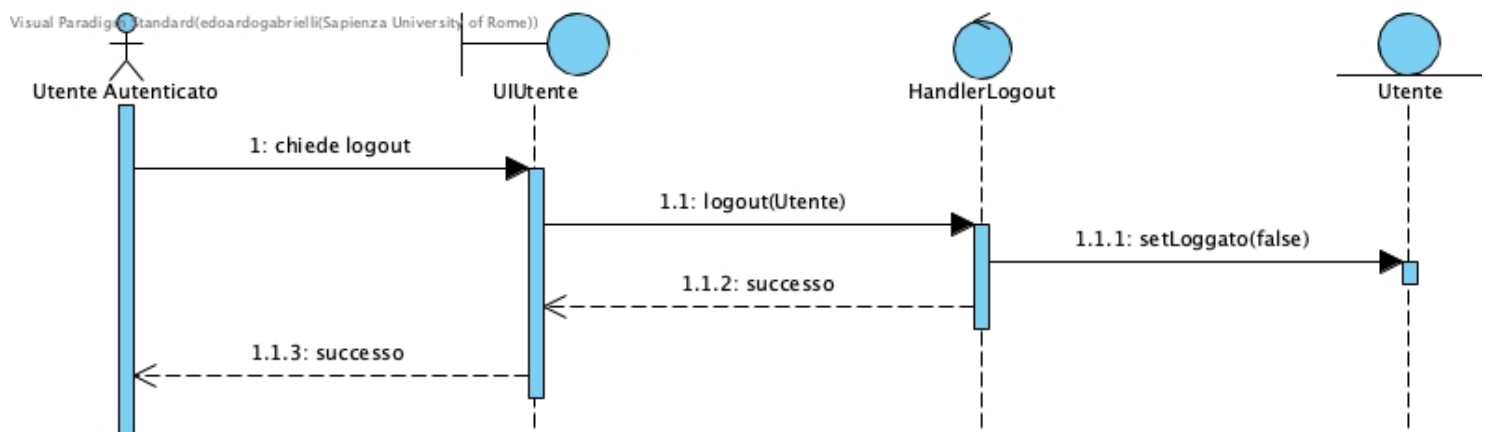 Visual Paradigm Standard(edoardogabrielli(Sapienza University of Rome))
Utente Autenticato
UIUtente
HandlerLogout
Utente
1: chiede logout
1.1: logout(Utente)
1.1.1: setLoggato(false)
1.1.2: successo
1.1.3: successo